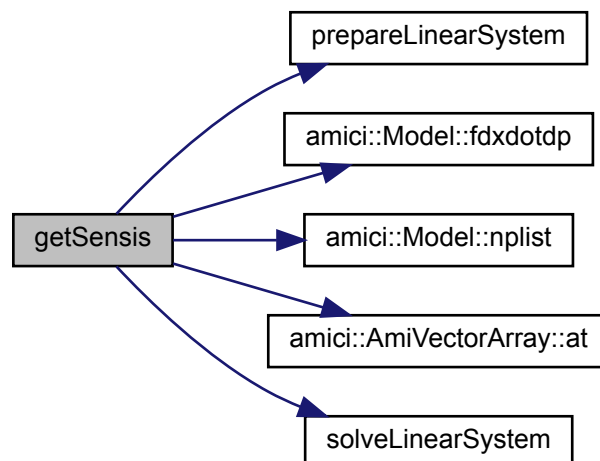 prepareLinearSystem
amici::Model::fdxdotdp
getSensis
amici::Model::nplist
amici::AmiVectorArray::at
solveLinearSystem